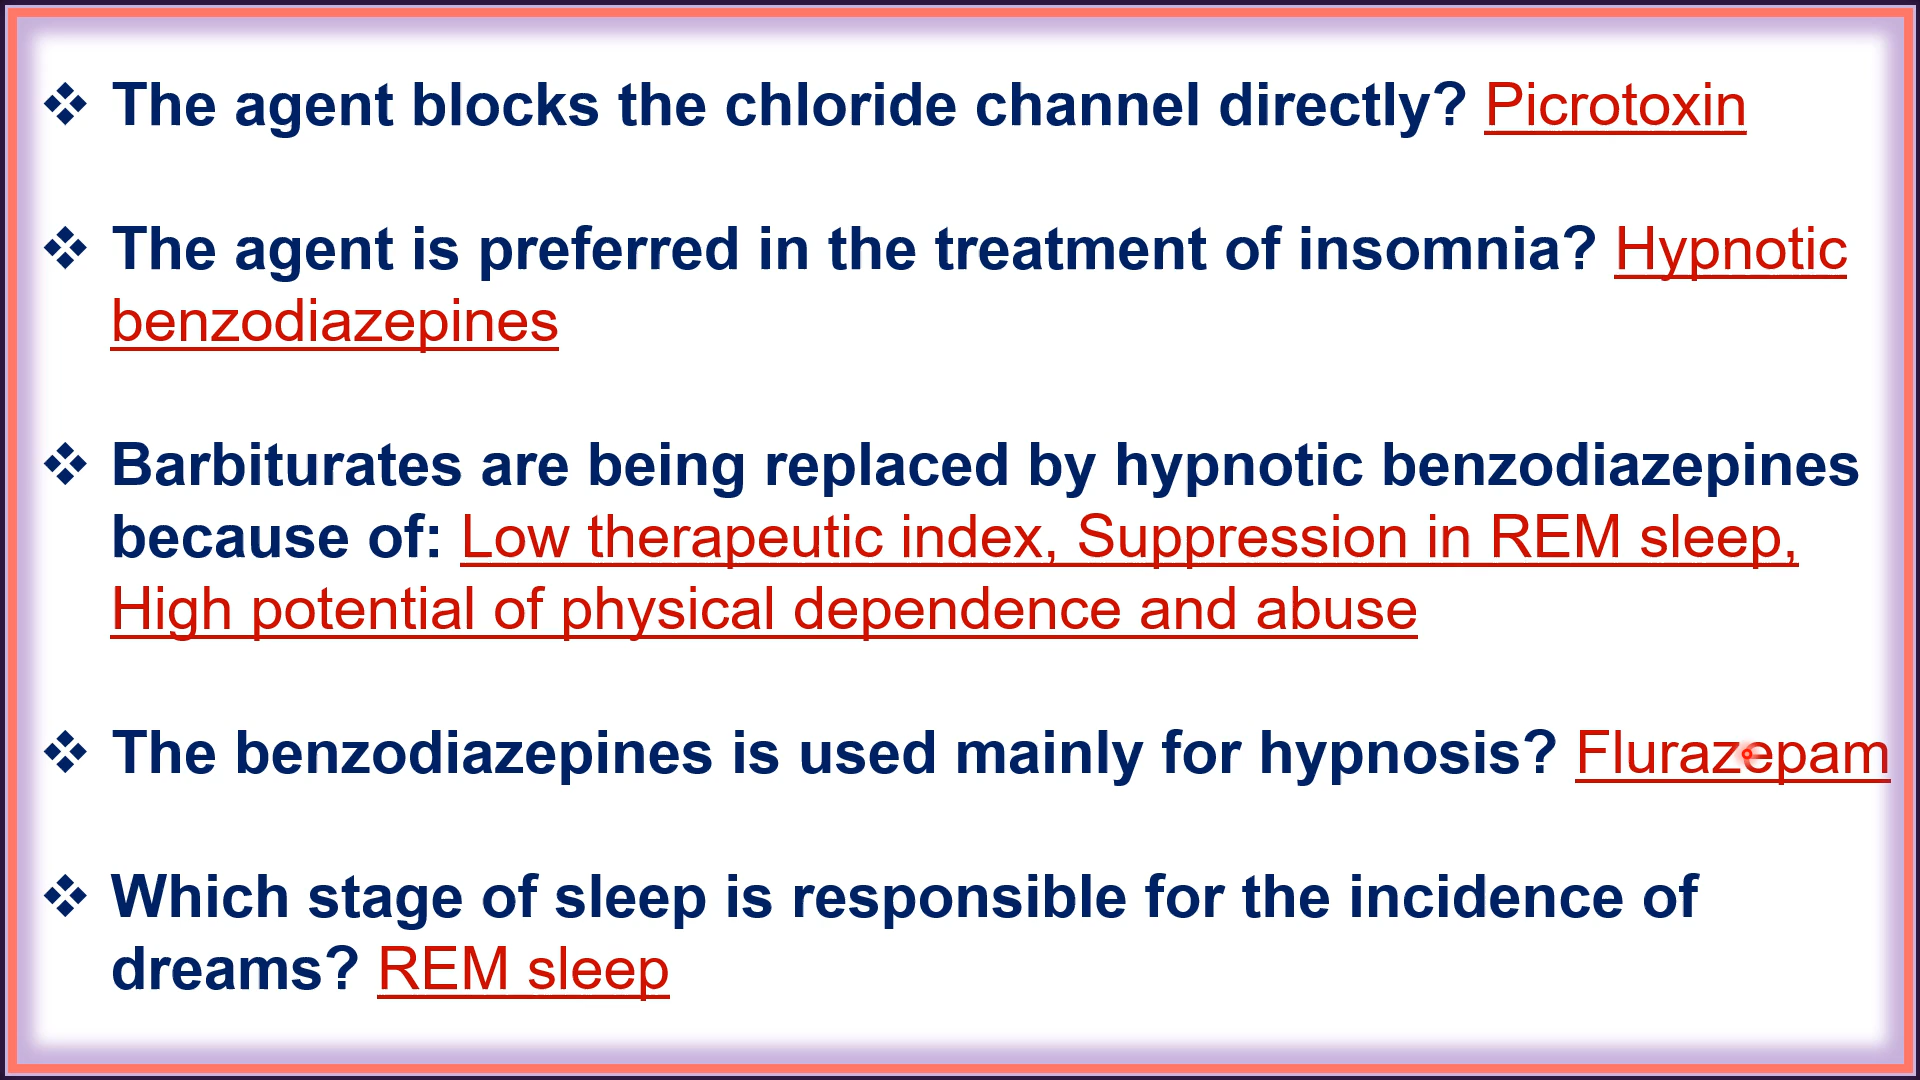 ❖ The agent blocks the chloride channel directly? Picrotoxin
❖ The agent is preferred in the treatment of insomnia? Hypnotic
benzodiazepines
❖ Barbiturates are being replaced by hypnotic benzodiazepines
because of: Low therapeutic index, Suppression in REM sleep,
High potential of physical dependence and abuse
❖ The benzodiazepines is used mainly for hypnosis? Flurazepam
❖ Which stage of sleep is responsible for the incidence of
dreams? REM sleep